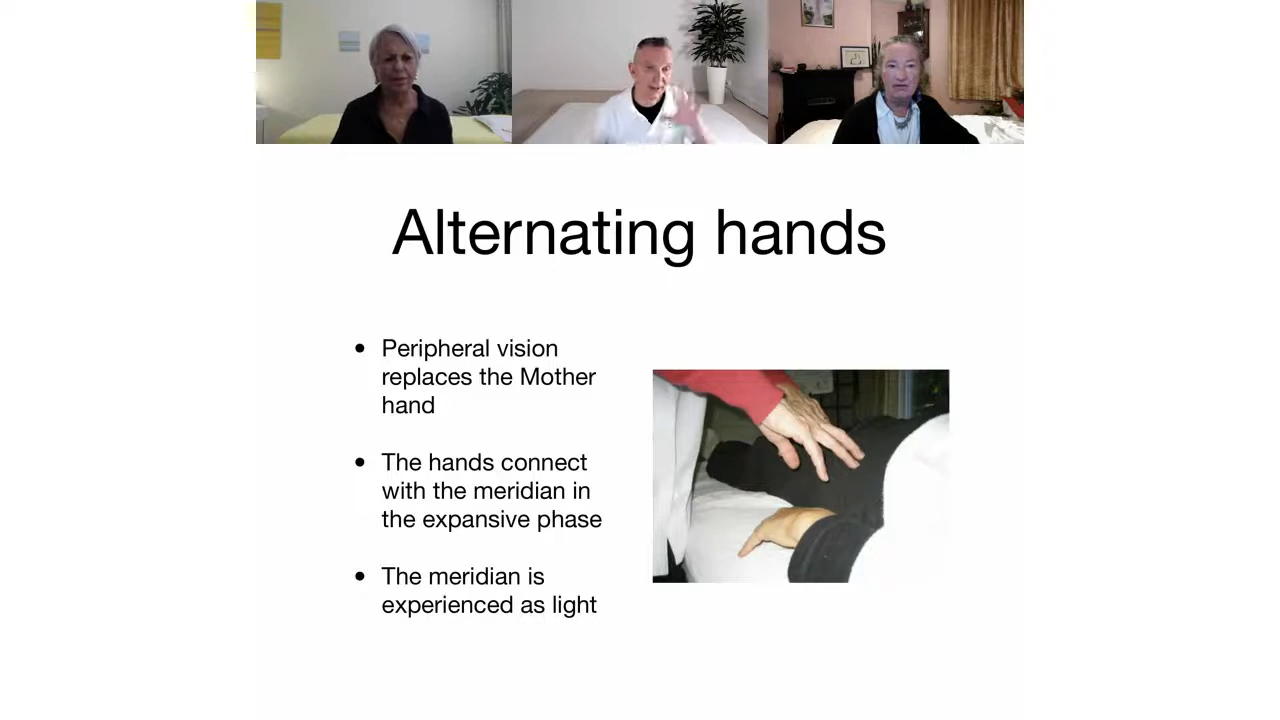 Alternating hands
• Peripheral vision
replaces the Mother
hand
• The hands connect
with the meridian in
the expansive phase
• The meridian is
experienced as light